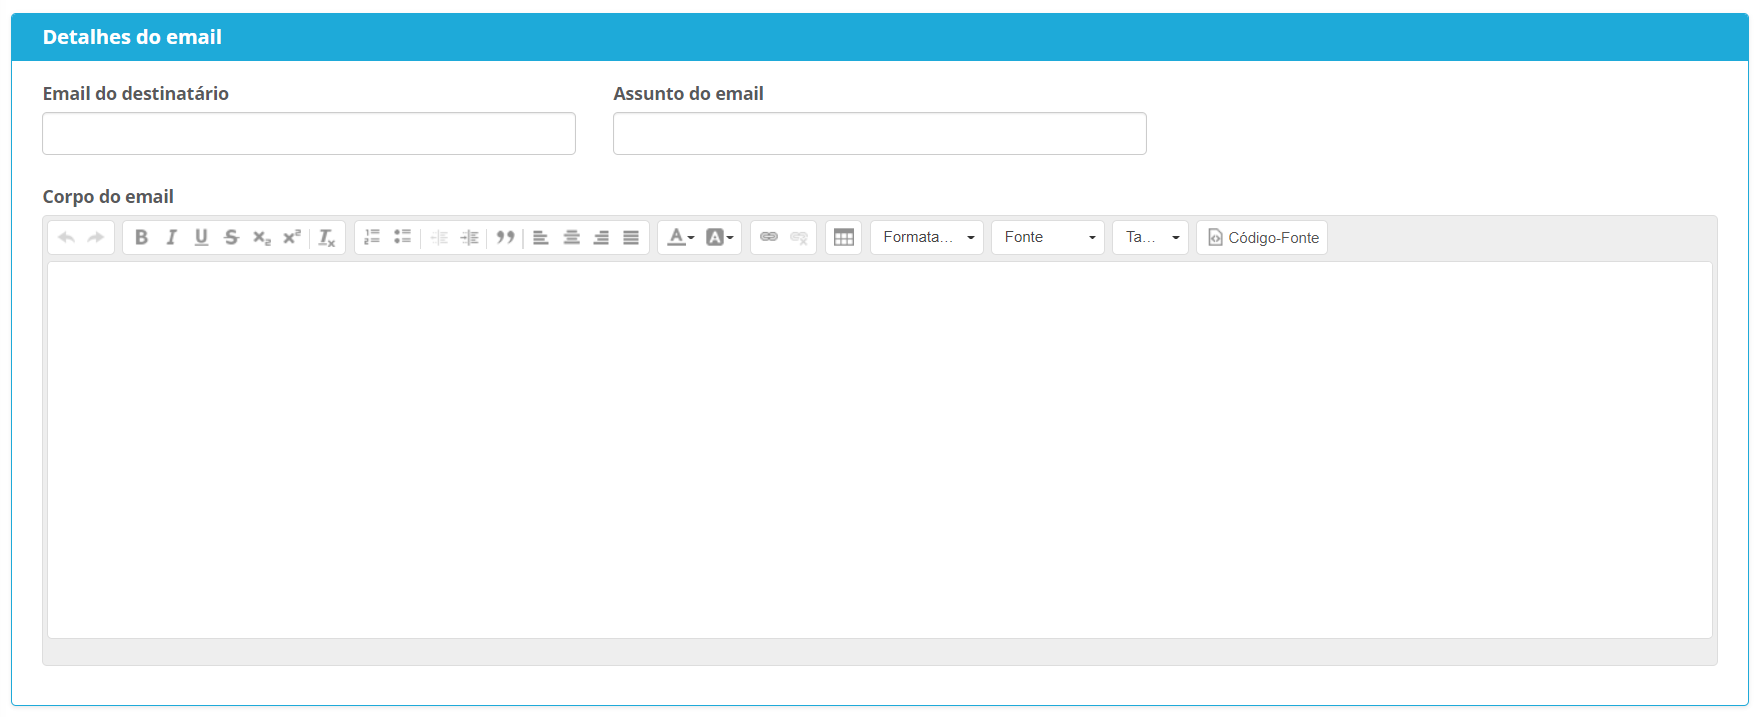 Detalhes do email
Email do destinatário Assunto do email
Corpo do email
Formata... Fonte Ta... Código-Fonte